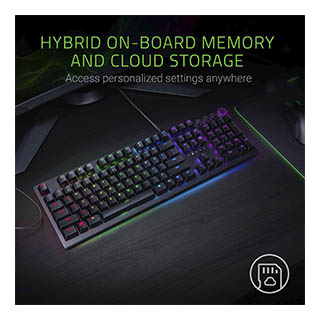 HYBRID ON-BOARD MEMORY
AND CLOUD STORAGE
Access personalized settings anywhere